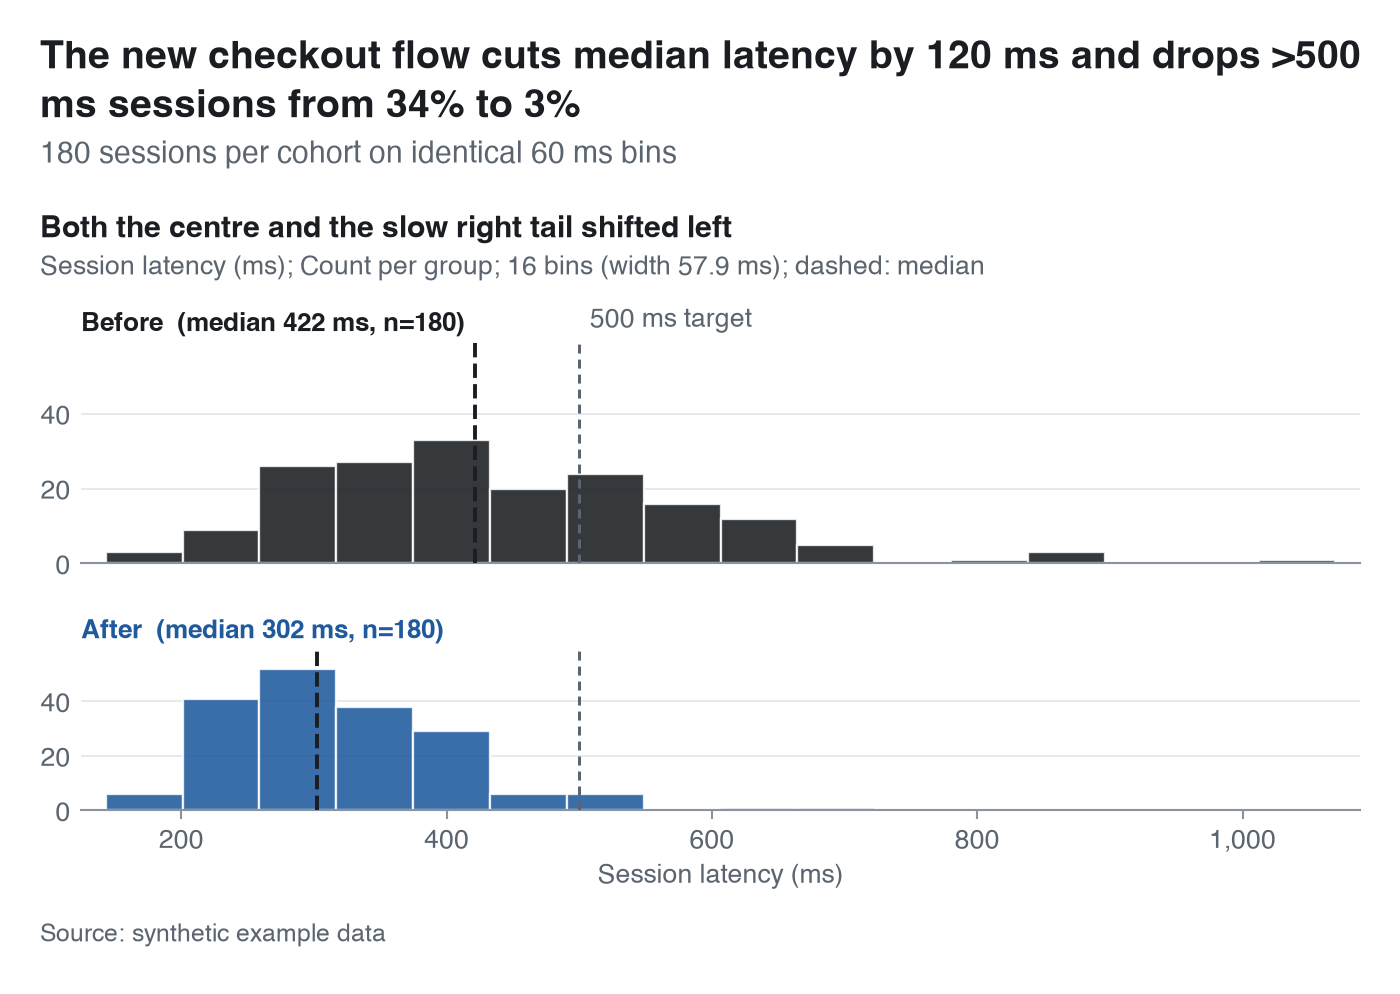 The new checkout flow cuts median latency by 120 ms and drops >500
ms sessions from 34% to 3%
180 sessions per cohort on identical 60 ms bins
Both the centre and the slow right tail shifted left
Session latency (ms); Count per group; 16 bins (width 57.9 ms); dashed: median
Before (median 422 ms, n=180)
500 ms target
40
20
0
After (median 302 ms, n=180)
40
20
0
200 400 600 800 1,000
Session latency (ms)
Source: synthetic example data